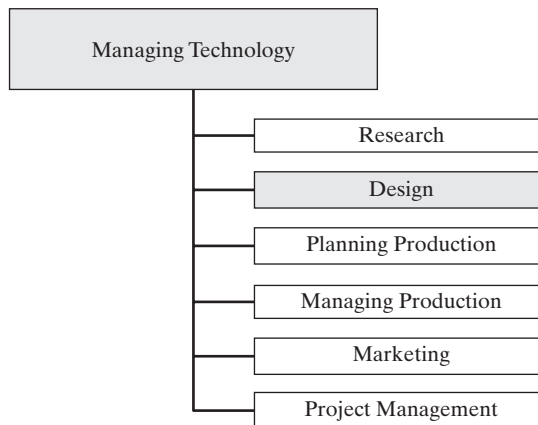 Managing Technology
Research
Design
Planning Production
Managing Production
Marketing
Project Management